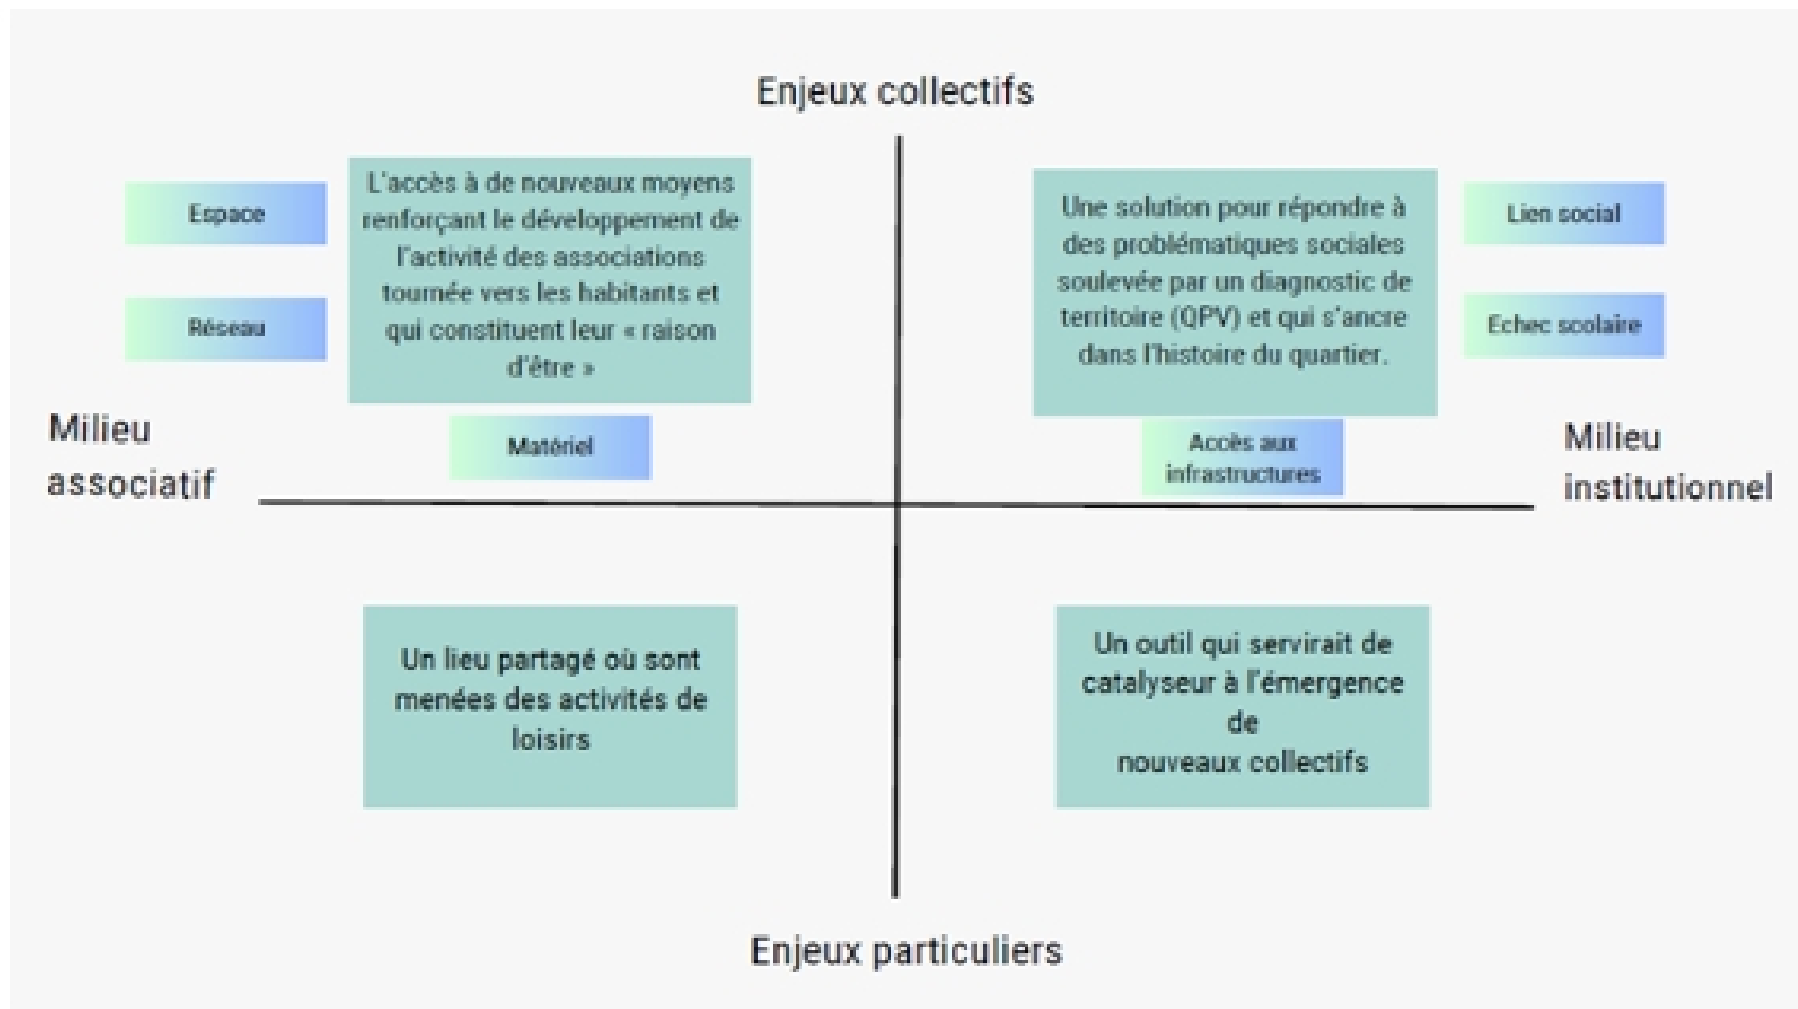 Enjeux collectifs
Espace
Réseau
L'accès à de nouveaux moyens
renforçant le développement de
l'activité des associations
tournée vers les habitants et
qui constituent leur « raison
d'être »
Matériel
Une solution pour répondre à
des problématiques sociales
soulevée par un diagnostic de
territoire (QPV) et qui s'ancre
dans l'histoire du quartier.
Lien social
Echec scolaire
Accès aux
infrastructures
Milieu
associatif
Milieu
institutionnel
Un lieu partagé où sont
menées des activités de
loisirs
Un outil qui servirait de
catalyseur à l'émergence
de
nouveaux collectifs
Enjeux particuliers